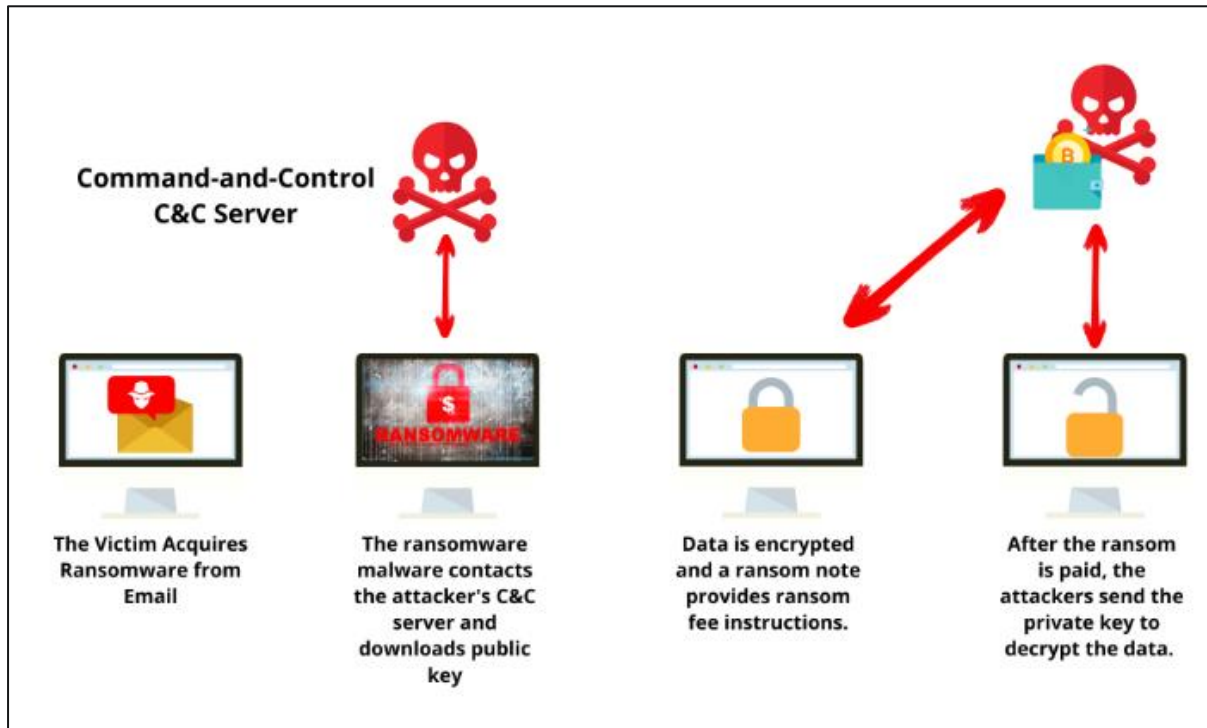 Command-and-Control
C&C Server
B
$
RANSOMWARE
The Victim Acquires
Ransomware from
Email
The ransomware
malware contacts
the attacker's C&C
server and
downloads public
key
Data is encrypted
and a ransom note
provides ransom
fee instructions.
After the ransom
is paid, the
attackers send the
private key to
decrypt the data.